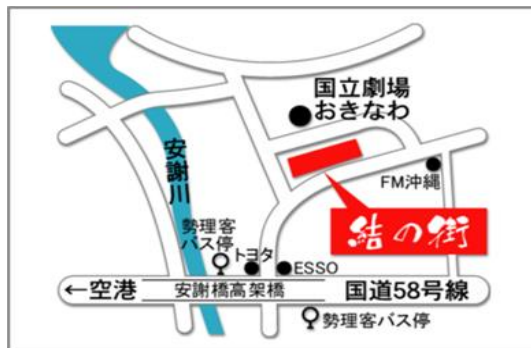 国立劇場
おきなわ
安謝川
FM沖縄
結の街
勢理客
バス停
トヨタ
ESSO
←空港
安謝橋高架橋
国道58号線
勢理客バス停